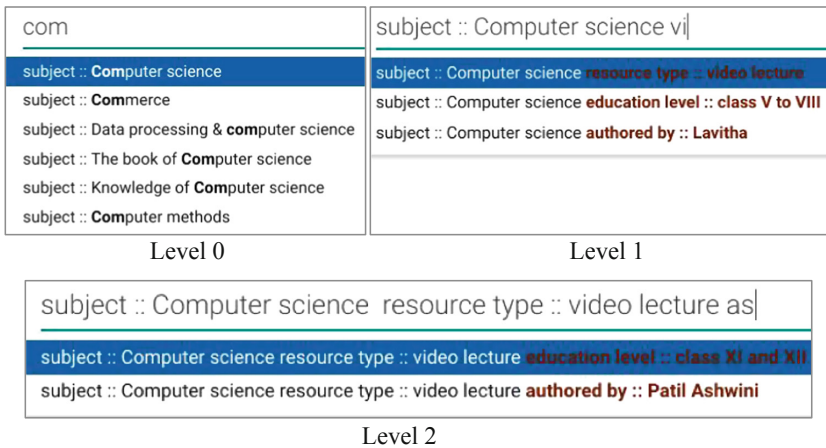 com
subject :: Computer science
subject :: Commerce
subject :: Data processing & computer science
subject :: The book of Computer science
subject :: Knowledge of Computer science
subject :: Computer methods
Level 0
subject :: Computer science vi
subject :: Computer science resource type :: video lecture
subject :: Computer science education level :: class V to VIII
subject :: Computer science authored by :: Lavitha
Level 1
subject :: Computer science resource type :: video lecture as
subject :: Computer science resource type :: video lecture education level :: class XI and XII
subject :: Computer science resource type :: video lecture authored by :: Patil Ashwini
Level 2